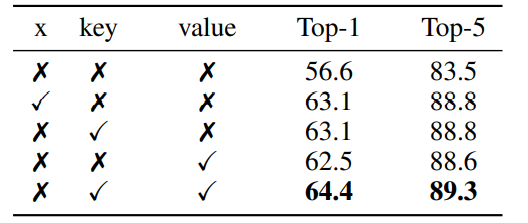 x key value Top-1 Top-5
✗ ✗ ✗ 56.6 83.5
✓ ✗ ✗ 63.1 88.8
✗ ✓ ✗ 63.1 88.8
✗ ✗ ✓ 62.5 88.6
✗ ✓ ✓ 64.4 89.3